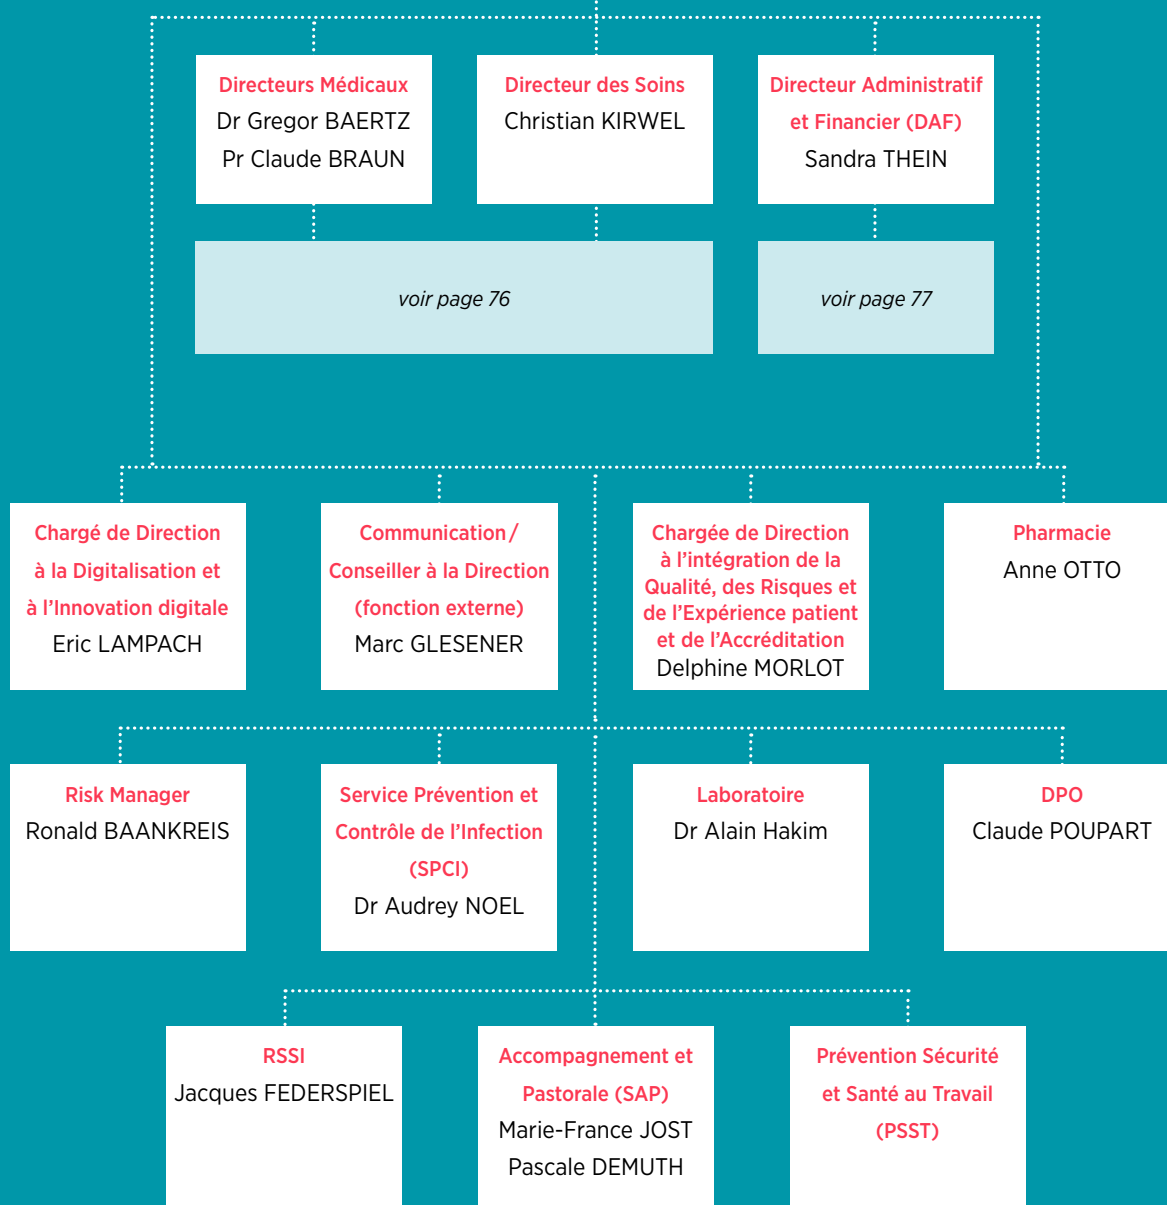 Directeurs Médicaux
Dr Gregor BAERTZ
Pr Claude BRAUN
Directeur des Soins
Christian KIRWEL
Directeur Administratif
et Financier (DAF)
Sandra THEIN
voir page 76
voir page 77
Chargé de Direction
à la Digitalisation et
à l’Innovation digitale
Eric LAMPACH
Communication /
Conseiller à la Direction
(fonction externe)
Marc GLESENER
Chargée de Direction
à l’intégration de la
Qualité, des Risques et
de l’Expérience patient
et de l’Accréditation
Delphine MORLOT
Pharmacie
Anne OTTO
Risk Manager
Ronald BAANKREIS
Service Prévention et
Contrôle de l’Infection
(SPCI)
Dr Audrey NOEL
Laboratoire
Dr Alain Hakim
DPO
Claude POUPART
RSSI
Jacques FEDERSPIEL
Accompagnement et
Pastorale (SAP)
Marie-France JOST
Pascale DEMUTH
Prévention Sécurité
et Santé au Travail
(PSST)